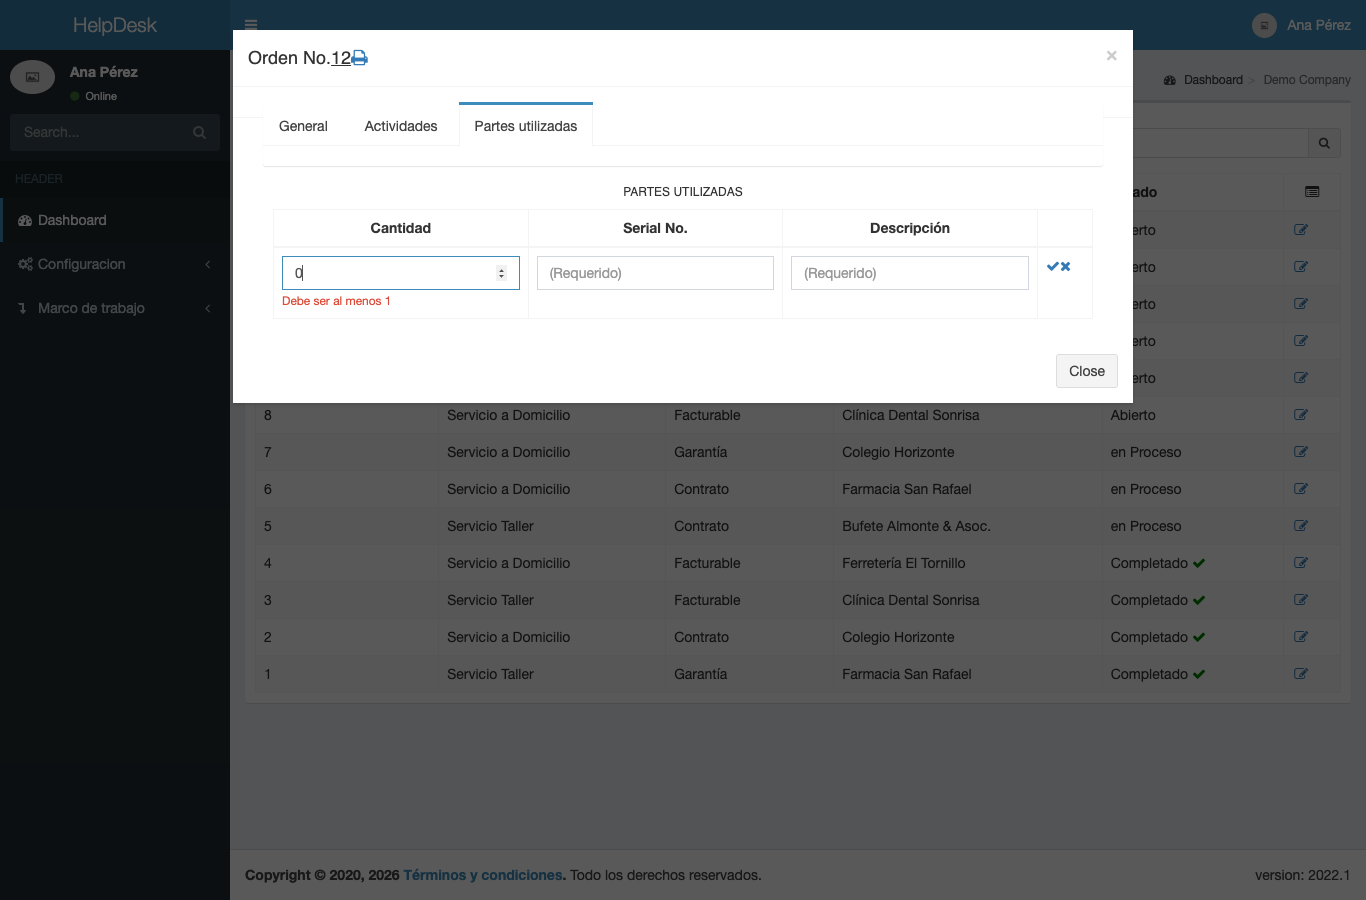 HelpDesk
Ana Pérez
Orden No.12
×
Ana Pérez
Online
Dashboard > Demo Company
General Actividades Partes utilizadas
Search...
HEADER
PARTES UTILIZADAS
Cantidad Serial No. Descripción
ado
Dashboard
erto
Configuracion
0 (Requerido) (Requerido)
erto
Debe ser al menos 1
Marco de trabajo
erto
erto
Close
erto
8 Servicio a Domicilio Facturable Clínica Dental Sonrisa Abierto
7 Servicio a Domicilio Garantía Colegio Horizonte en Proceso
6 Servicio a Domicilio Contrato Farmacia San Rafael en Proceso
5 Servicio Taller Contrato Bufete Almonte & Asoc. en Proceso
4 Servicio a Domicilio Facturable Ferretería El Tornillo Completado
3 Servicio Taller Facturable Clínica Dental Sonrisa Completado
2 Servicio a Domicilio Contrato Colegio Horizonte Completado
1 Servicio Taller Garantía Farmacia San Rafael Completado
Copyright © 2020, 2026 Términos y condiciones. Todo los derechos reservados. version: 2022.1